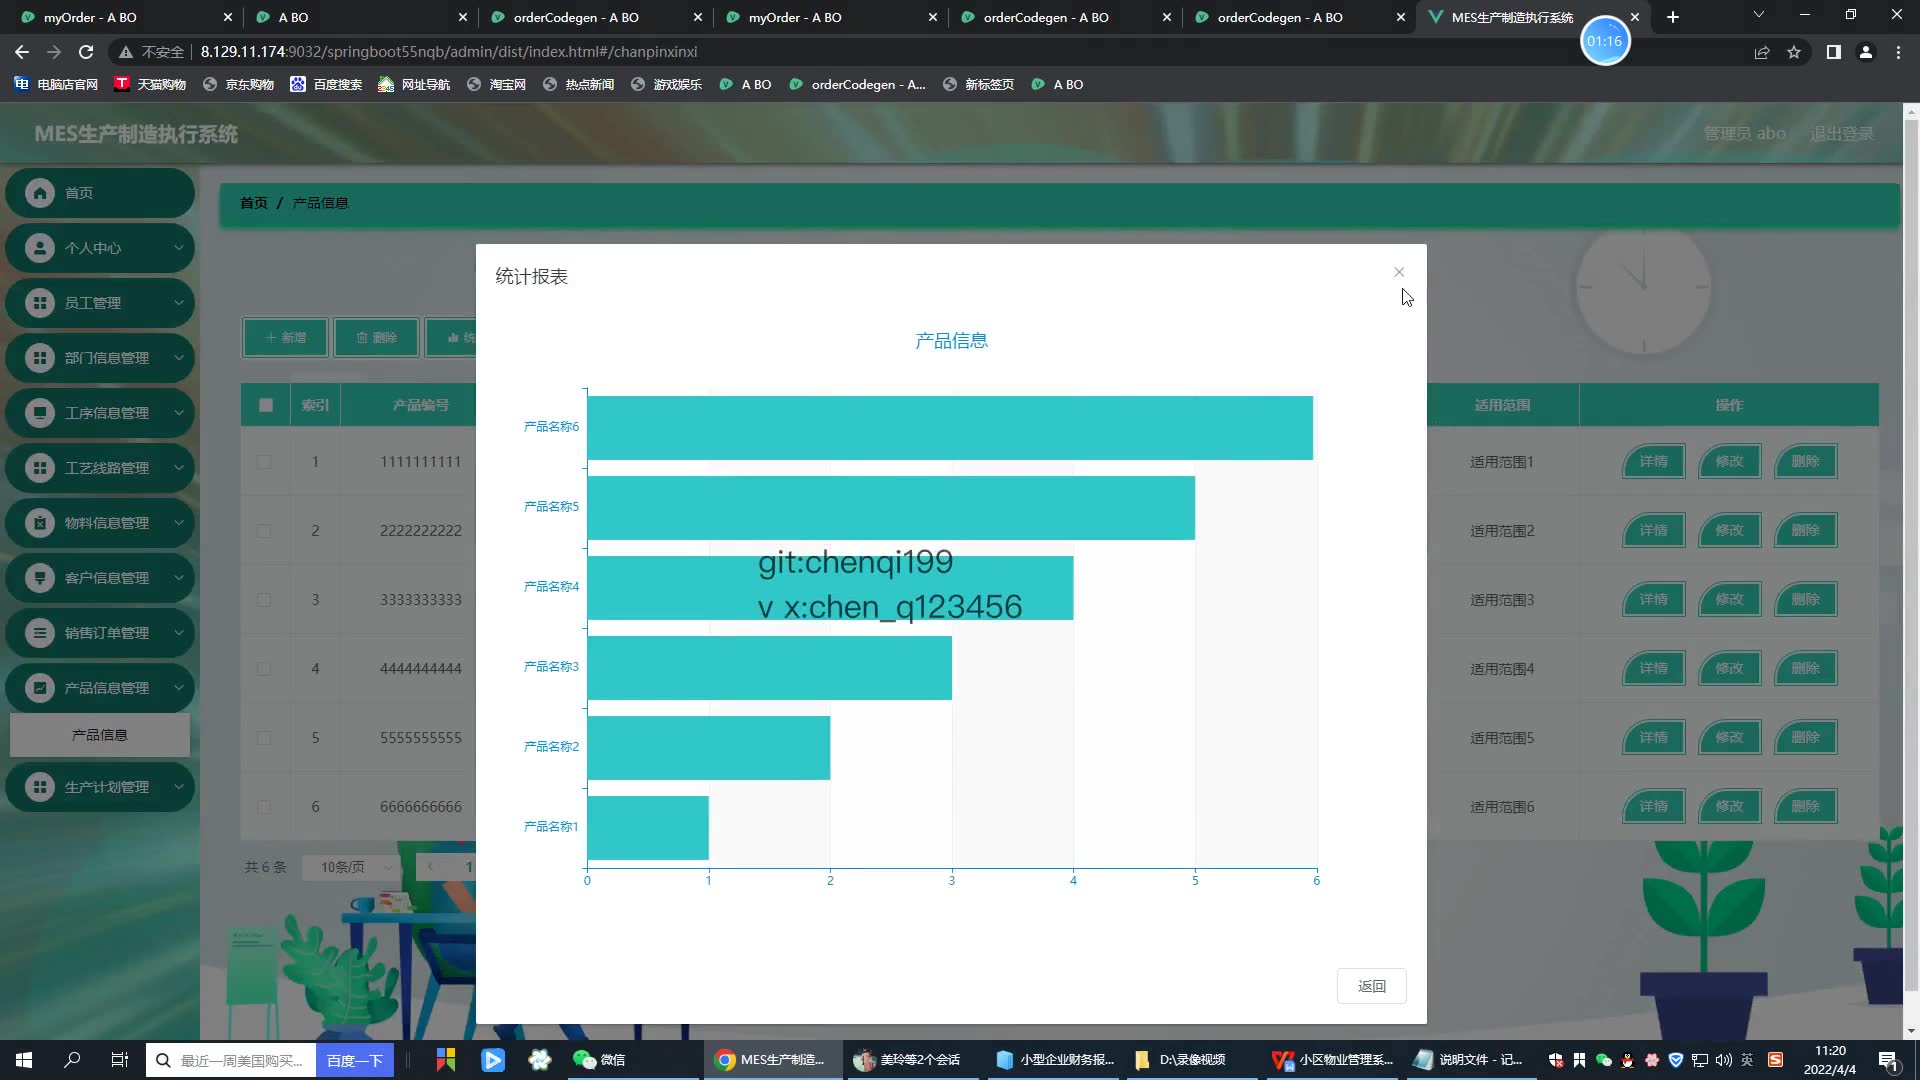 myOrder - A BO
A BO
orderCodegen - A BO
myOrder - A BO
orderCodegen - A BO
orderCodegen - A BO
MES生产制造执行系统
01:16
不安全
8.129.11.174:9032/springboot55nqb/admin/dist/index.html#/chanpinxinxi
电脑店官网
天猫购物
京东购物
百度搜索
网址导航
淘宝网
热点新闻
游戏娱乐
A BO
orderCodegen - A...
新标签页
A BO
MES生产制造执行系统
管理员 abo
退出登录
首页
个人中心
员工管理
部门信息管理
工序信息管理
工艺线路管理
物料信息管理
客户信息管理
销售订单管理
产品信息管理
产品信息
生产计划管理
首页 / 产品信息
新增
删除
统
索引
产品编号
适用范围
操作
1
1111111111
适用范围1
详情
修改
删除
2
2222222222
适用范围2
详情
修改
删除
3
3333333333
适用范围3
详情
修改
删除
4
4444444444
适用范围4
详情
修改
删除
5
5555555555
适用范围5
详情
修改
删除
6
6666666666
适用范围6
详情
修改
删除
共 6 条
10条/页
1
统计报表
产品信息
产品名称6
产品名称5
产品名称4
产品名称3
产品名称2
产品名称1
0
1
2
3
4
5
6
git:chenqi199
v x:chen_q123456
返回
最近一周美国购买...
百度一下
微信
MES生产制造...
美玲等2个会话
小型企业财务报...
D:\录像视频
小区物业管理系...
说明文件 - 记...
英
11:20
2022/4/4
1